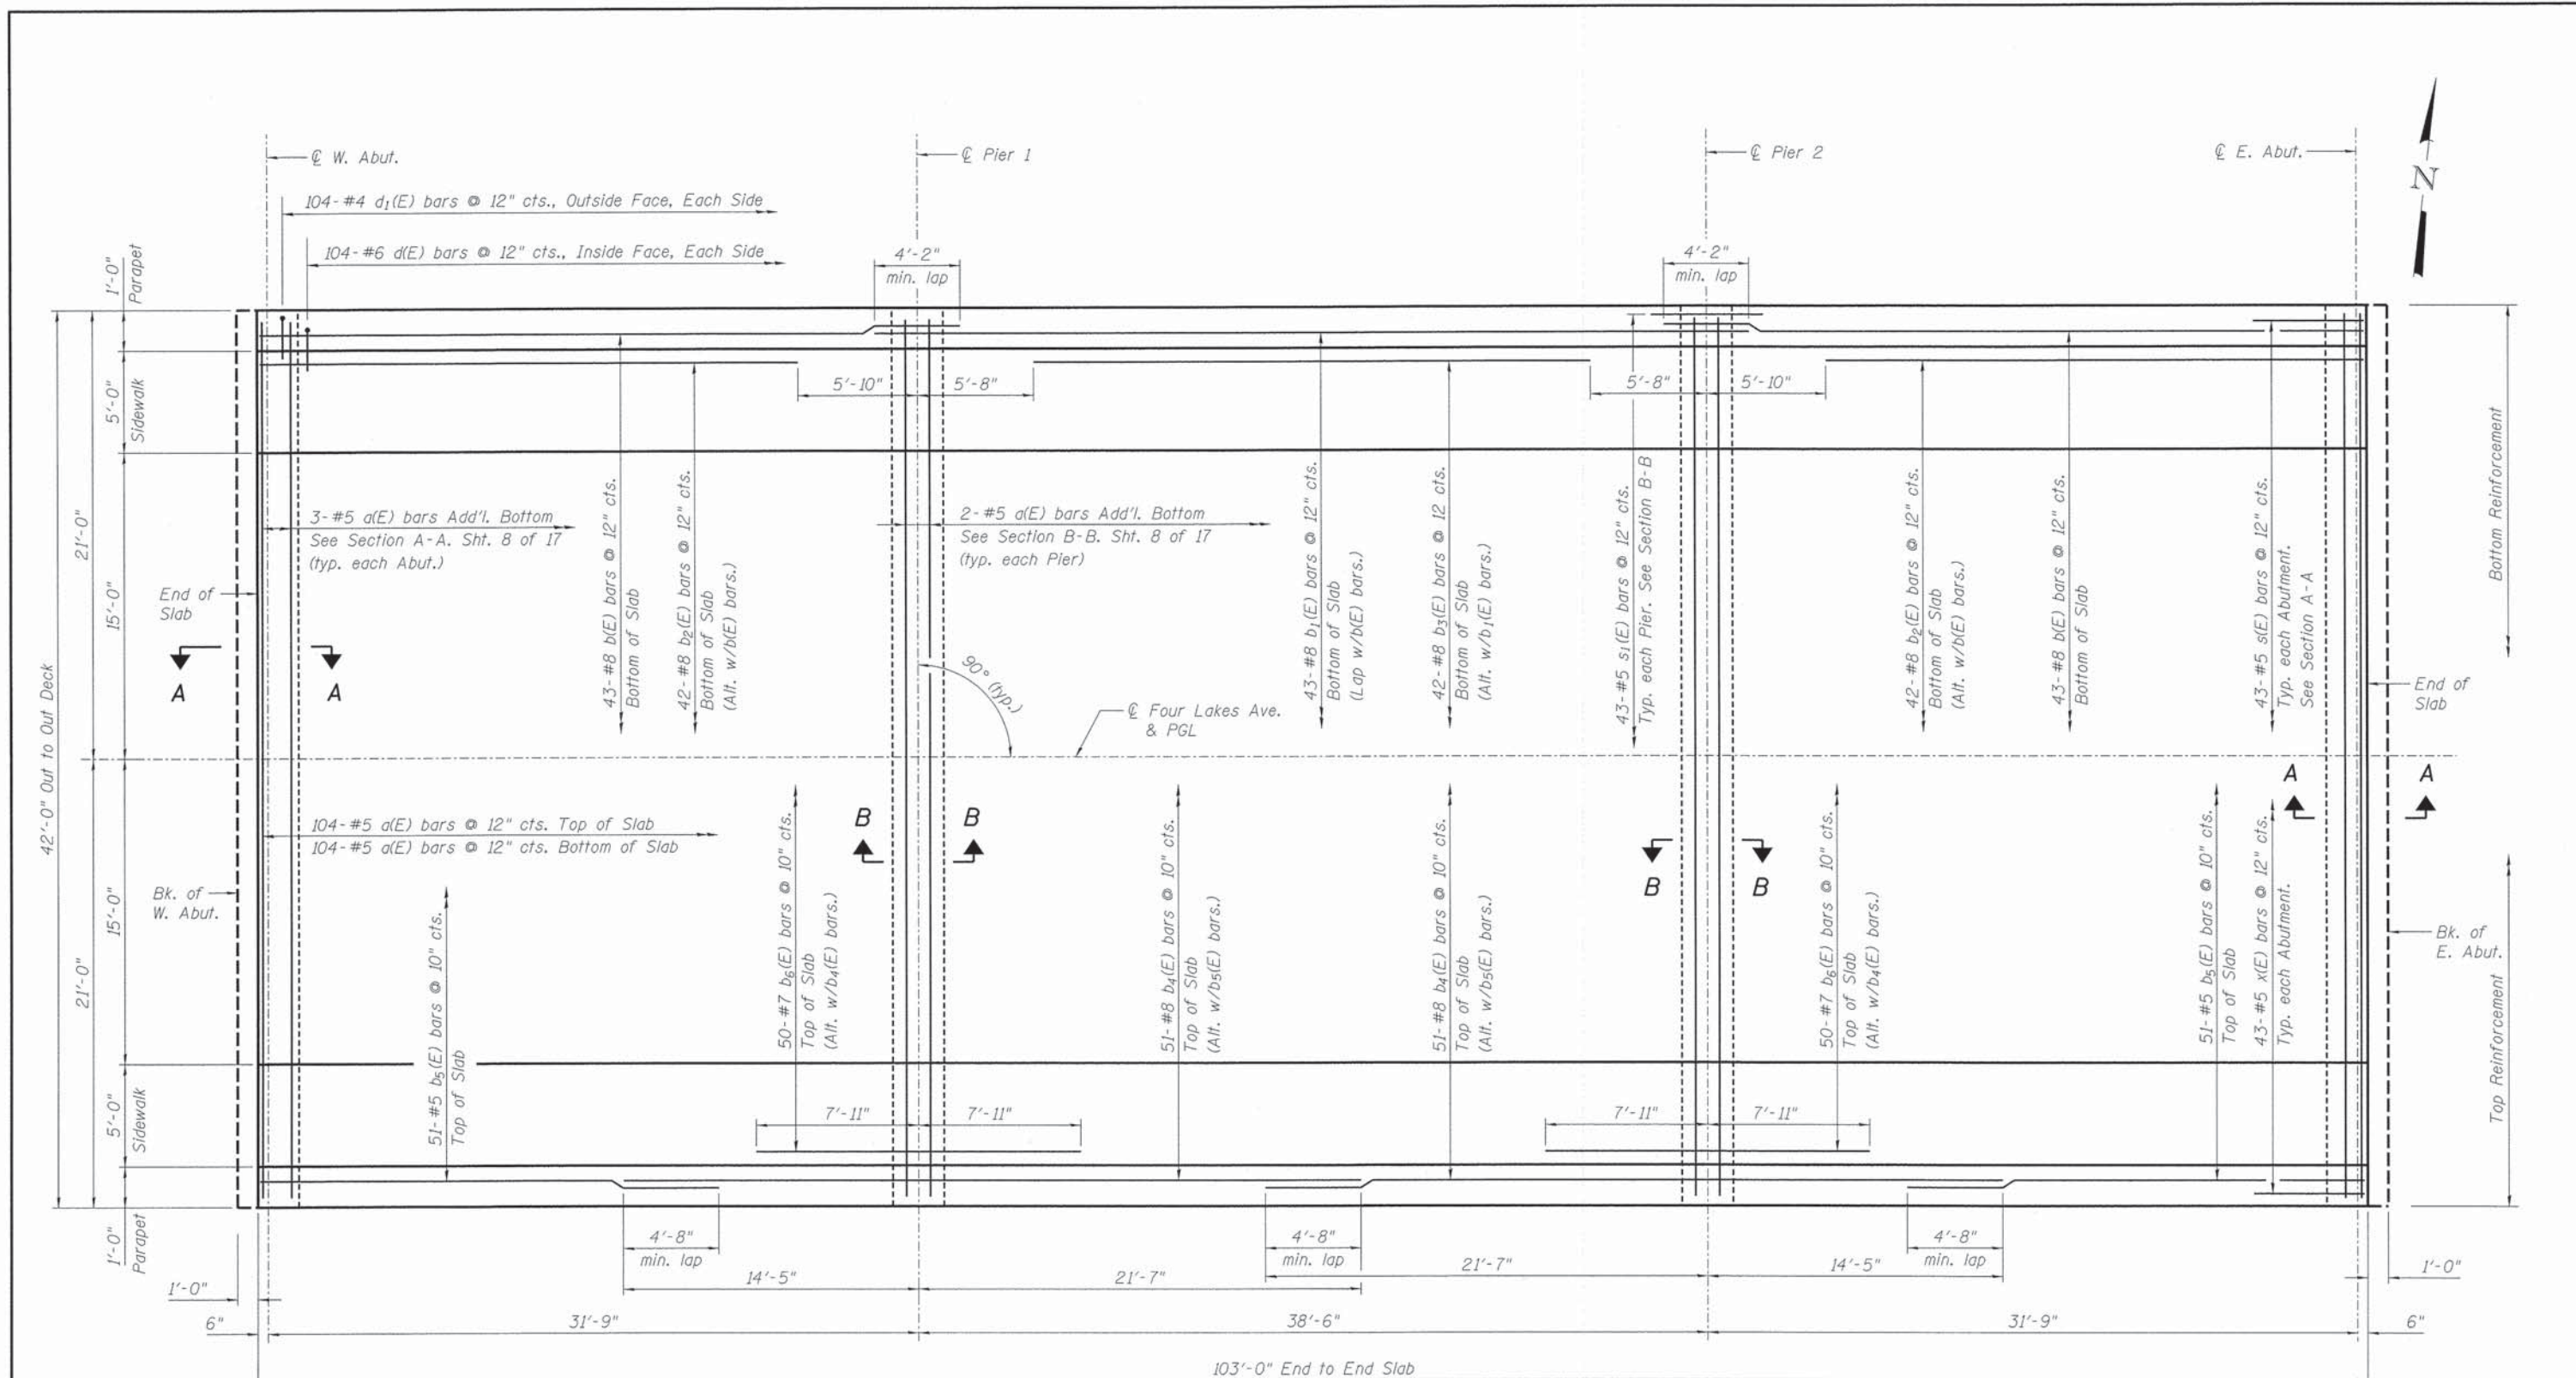 ℄ W. Abut.
℄ Pier 1
℄ Pier 2
℄ E. Abut.
N
104-#4 d₁(E) bars @ 12" cts., Outside Face, Each Side
104-#6 d(E) bars @ 12" cts., Inside Face, Each Side
4'-2"
min. lap
4'-2"
min. lap
1'-0"
Parapet
5'-0"
Sidewalk
15'-0"
21'-0"
42'-0" Out to Out Deck
15'-0"
21'-0"
5'-0"
Sidewalk
1'-0"
Parapet
5'-10"
5'-8"
5'-8"
5'-10"
3-#5 a(E) bars Add'l. Bottom
See Section A-A. Sht. 8 of 17
(typ. each Abut.)
43-#8 b(E) bars @ 12" cts.
Bottom of Slab
42-#8 b₂(E) bars @ 12" cts.
Bottom of Slab
(Alt. w/b(E) bars.)
2-#5 a(E) bars Add'l. Bottom
See Section B-B. Sht. 8 of 17
(typ. each Pier)
43-#8 b₁(E) bars @ 12" cts.
Bottom of Slab
(Lap w/b(E) bars.)
42-#8 b₃(E) bars @ 12 cts.
Bottom of Slab
(Alt. w/b₁(E) bars.)
43-#5 s₁(E) bars @ 12" cts.
Typ. each Pier. See Section B-B
42-#8 b₂(E) bars @ 12" cts.
Bottom of Slab
(Alt. w/b(E) bars.)
43-#8 b(E) bars @ 12" cts.
Bottom of Slab
43-#5 s(E) bars @ 12" cts.
Typ. each Abutment.
See Section A-A
Bottom Reinforcement
End of
Slab
A
A
90° (typ.)
℄ Four Lakes Ave.
& PGL
End of
Slab
A
A
104-#5 a(E) bars @ 12" cts. Top of Slab
104-#5 a(E) bars @ 12" cts. Bottom of Slab
B
B
B
B
Bk. of
W. Abut.
Bk. of
E. Abut.
51-#5 b₅(E) bars @ 10" cts.
Top of Slab
50-#7 b₆(E) bars @ 10" cts.
Top of Slab
(Alt. w/b₄(E) bars.)
51-#8 b₄(E) bars @ 10" cts.
Top of Slab
(Alt. w/b₅(E) bars.)
51-#8 b₄(E) bars @ 10" cts.
Top of Slab
(Alt. w/b₅(E) bars.)
50-#7 b₆(E) bars @ 10" cts.
Top of Slab
(Alt. w/b₄(E) bars.)
51-#5 b₅(E) bars @ 10" cts.
Top of Slab
43-#5 x(E) bars @ 12" cts.
Typ. each Abutment.
Top Reinforcement
7'-11"
7'-11"
7'-11"
7'-11"
4'-8"
min. lap
4'-8"
min. lap
4'-8"
min. lap
14'-5"
21'-7"
21'-7"
14'-5"
1'-0"
1'-0"
6"
31'-9"
38'-6"
31'-9"
6"
103'-0" End to End Slab